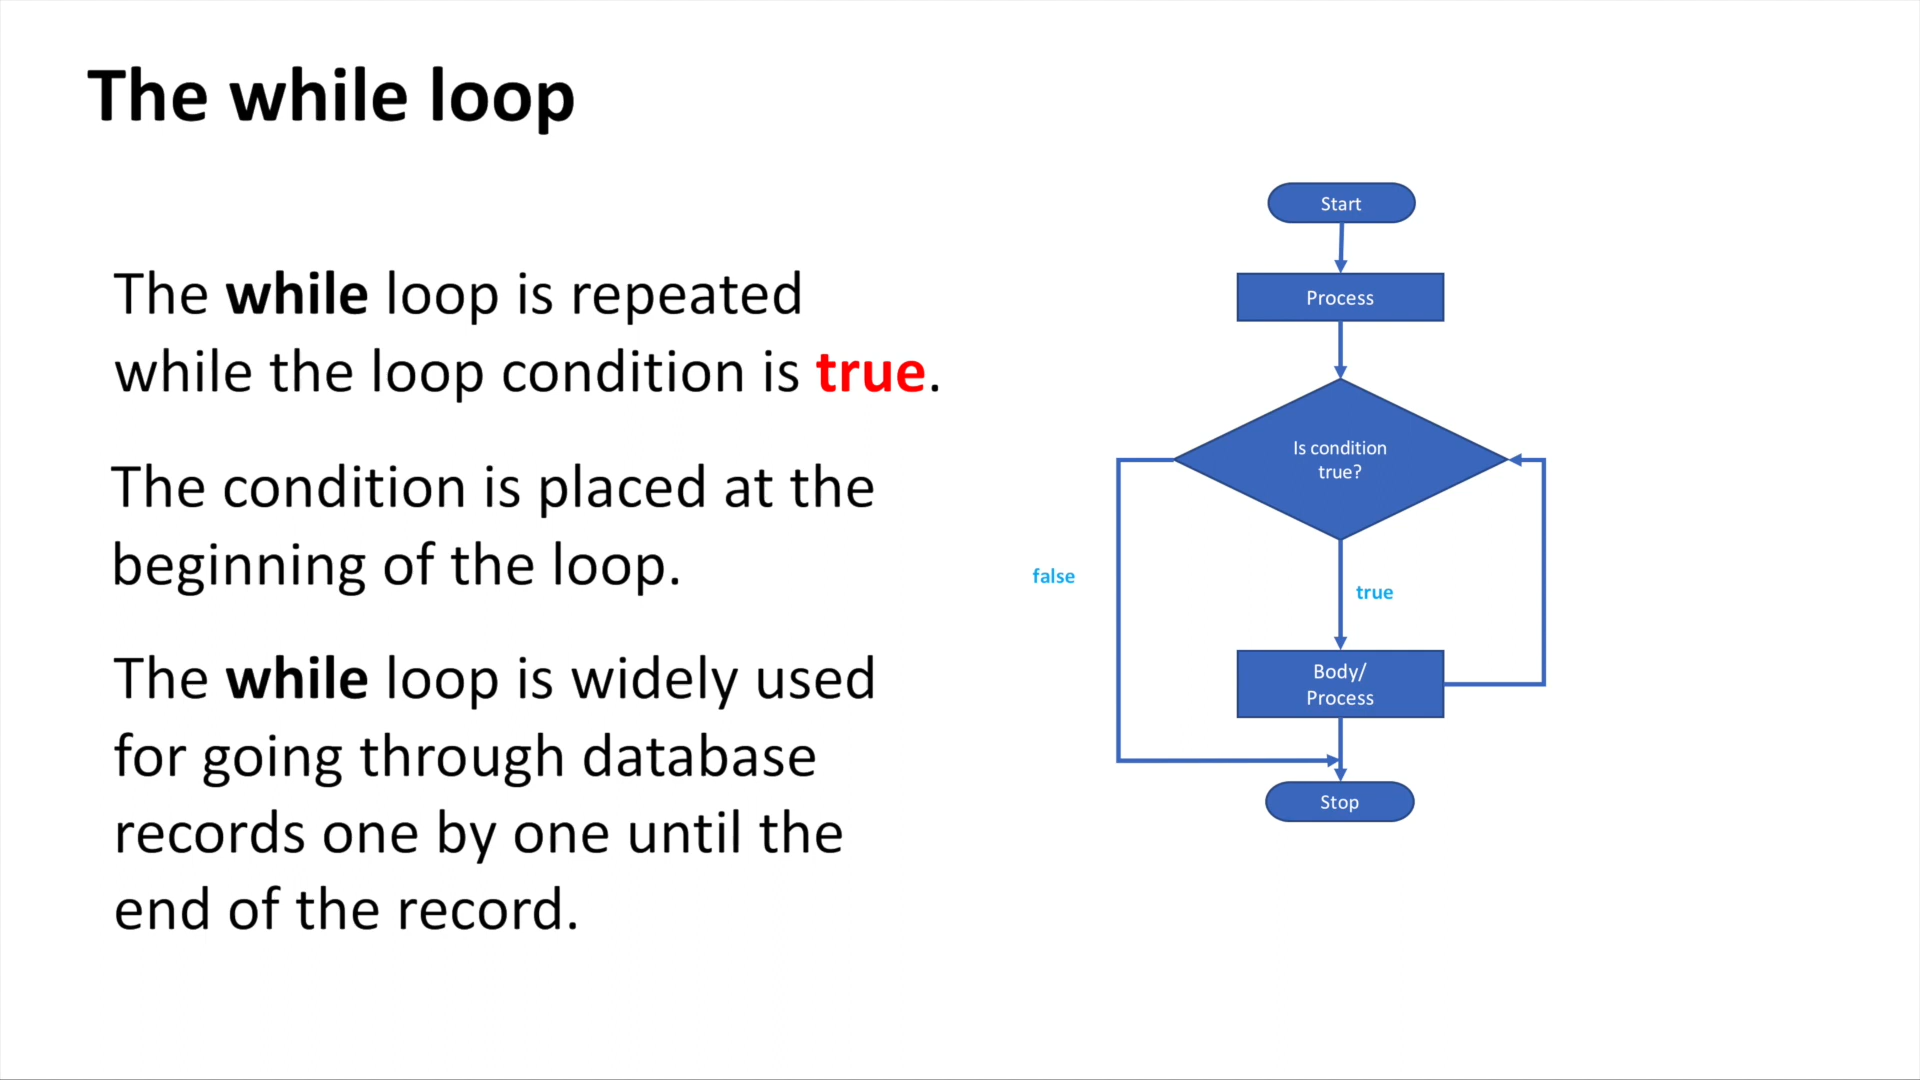 The while loop
The while loop is repeated
while the loop condition is true.
The condition is placed at the
beginning of the loop.
The while loop is widely used
for going through database
records one by one until the
end of the record.
Start
Process
Is condition
true?
false
true
Body/
Process
Stop